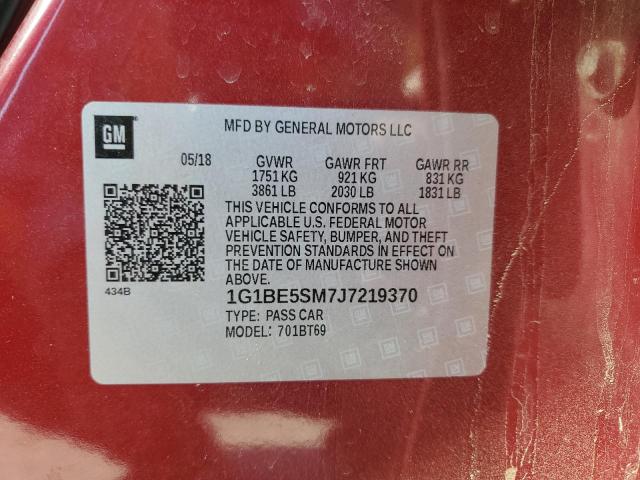 GM
MFD BY GENERAL MOTORS LLC
05/18 GVWR GAWR FRT GAWR RR
1751 KG 921 KG 831 KG
3861 LB 2030 LB 1831 LB
THIS VEHICLE CONFORMS TO ALL
APPLICABLE U.S. FEDERAL MOTOR
VEHICLE SAFETY, BUMPER, AND THEFT
PREVENTION STANDARDS IN EFFECT ON
THE DATE OF MANUFACTURE SHOWN
ABOVE.
434B
1G1BE5SM7J7219370
TYPE: PASS CAR
MODEL: 701BT69